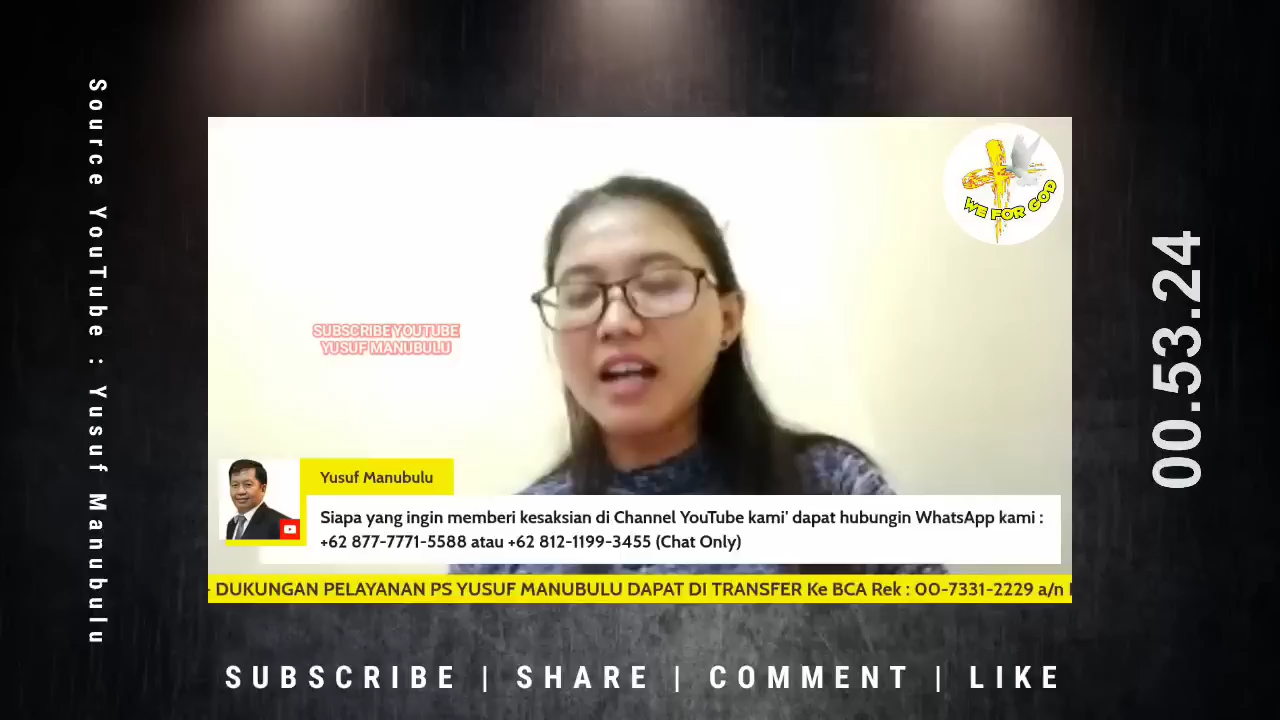 Source YouTube : Yusuf Manubulu
WE FOR GOD
SUBSCRIBE YOUTUBE
YUSUF MANUBULU
00.53.24
Yusuf Manubulu
Siapa yang ingin memberi kesaksian di Channel YouTube kami' dapat hubungin WhatsApp kami :
+62 877-7771-5588 atau +62 812-1199-3455 (Chat Only)
- DUKUNGAN PELAYANAN PS YUSUF MANUBULU DAPAT DI TRANSFER Ke BCA Rek : 00-7331-2229 a/n
SUBSCRIBE | SHARE | COMMENT | LIKE